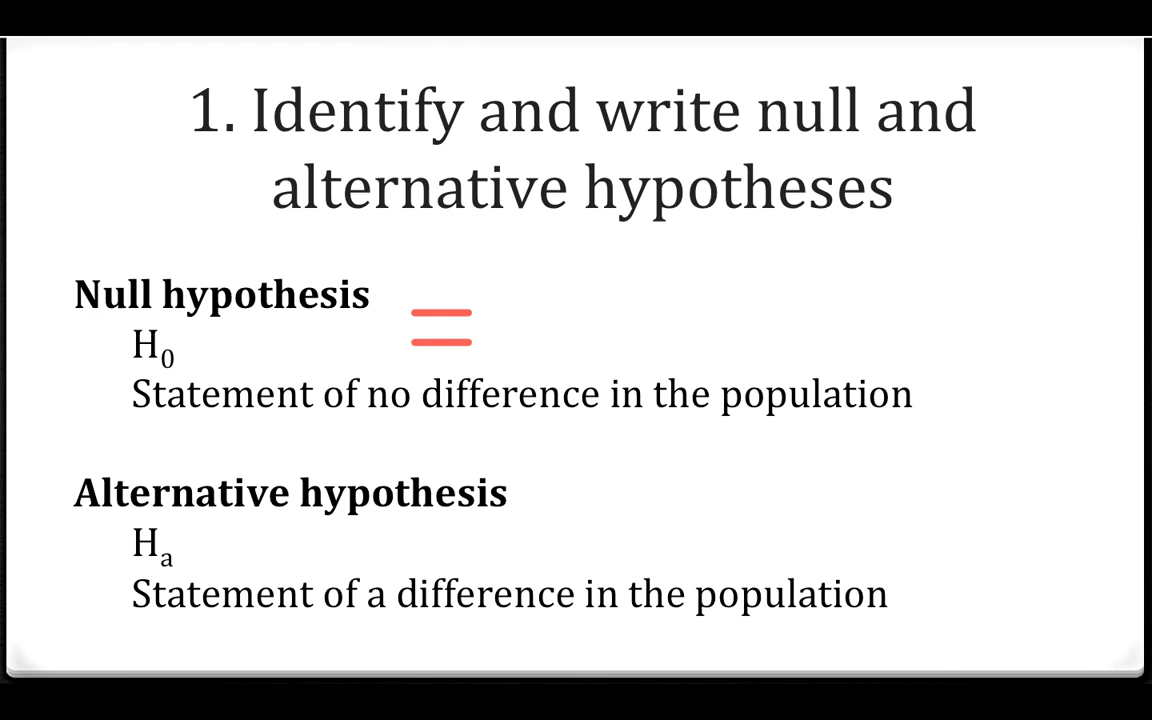 1. Identify and write null and
alternative hypotheses
Null hypothesis
=
H₀
Statement of no difference in the population
Alternative hypothesis
Hₐ
Statement of a difference in the population